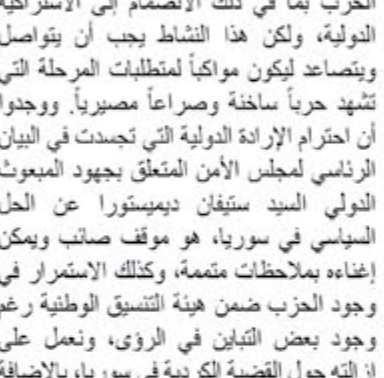 الحزب بما في ذلك الانضمام إلى الاشتراكية
الدولية، ولكن هذا النشاط يجب أن يتواصل
ويتصاعد ليكون مواكباً لمتطلبات المرحلة التي
تشهد حرباً ساخنة وصراعاً مصيرياً. ووجدوا
أن احترام الإرادة الدولية التي تجسدت في البيان
الرئاسي لمجلس الأمن المتعلق بجهود المبعوث
الدولي السيد ستيفان ديميستورا عن الحل
السياسي في سوريا، هو موقف صائب ويمكن
إغناءه بملاحظات متممة، وكذلك الاستمرار في
وجود الحزب ضمن هيئة التنسيق الوطنية رغم
وجود بعض التباين في الرؤى، ونعمل على
إزالته حول القضية الكردية في سوريا، بالإضافة